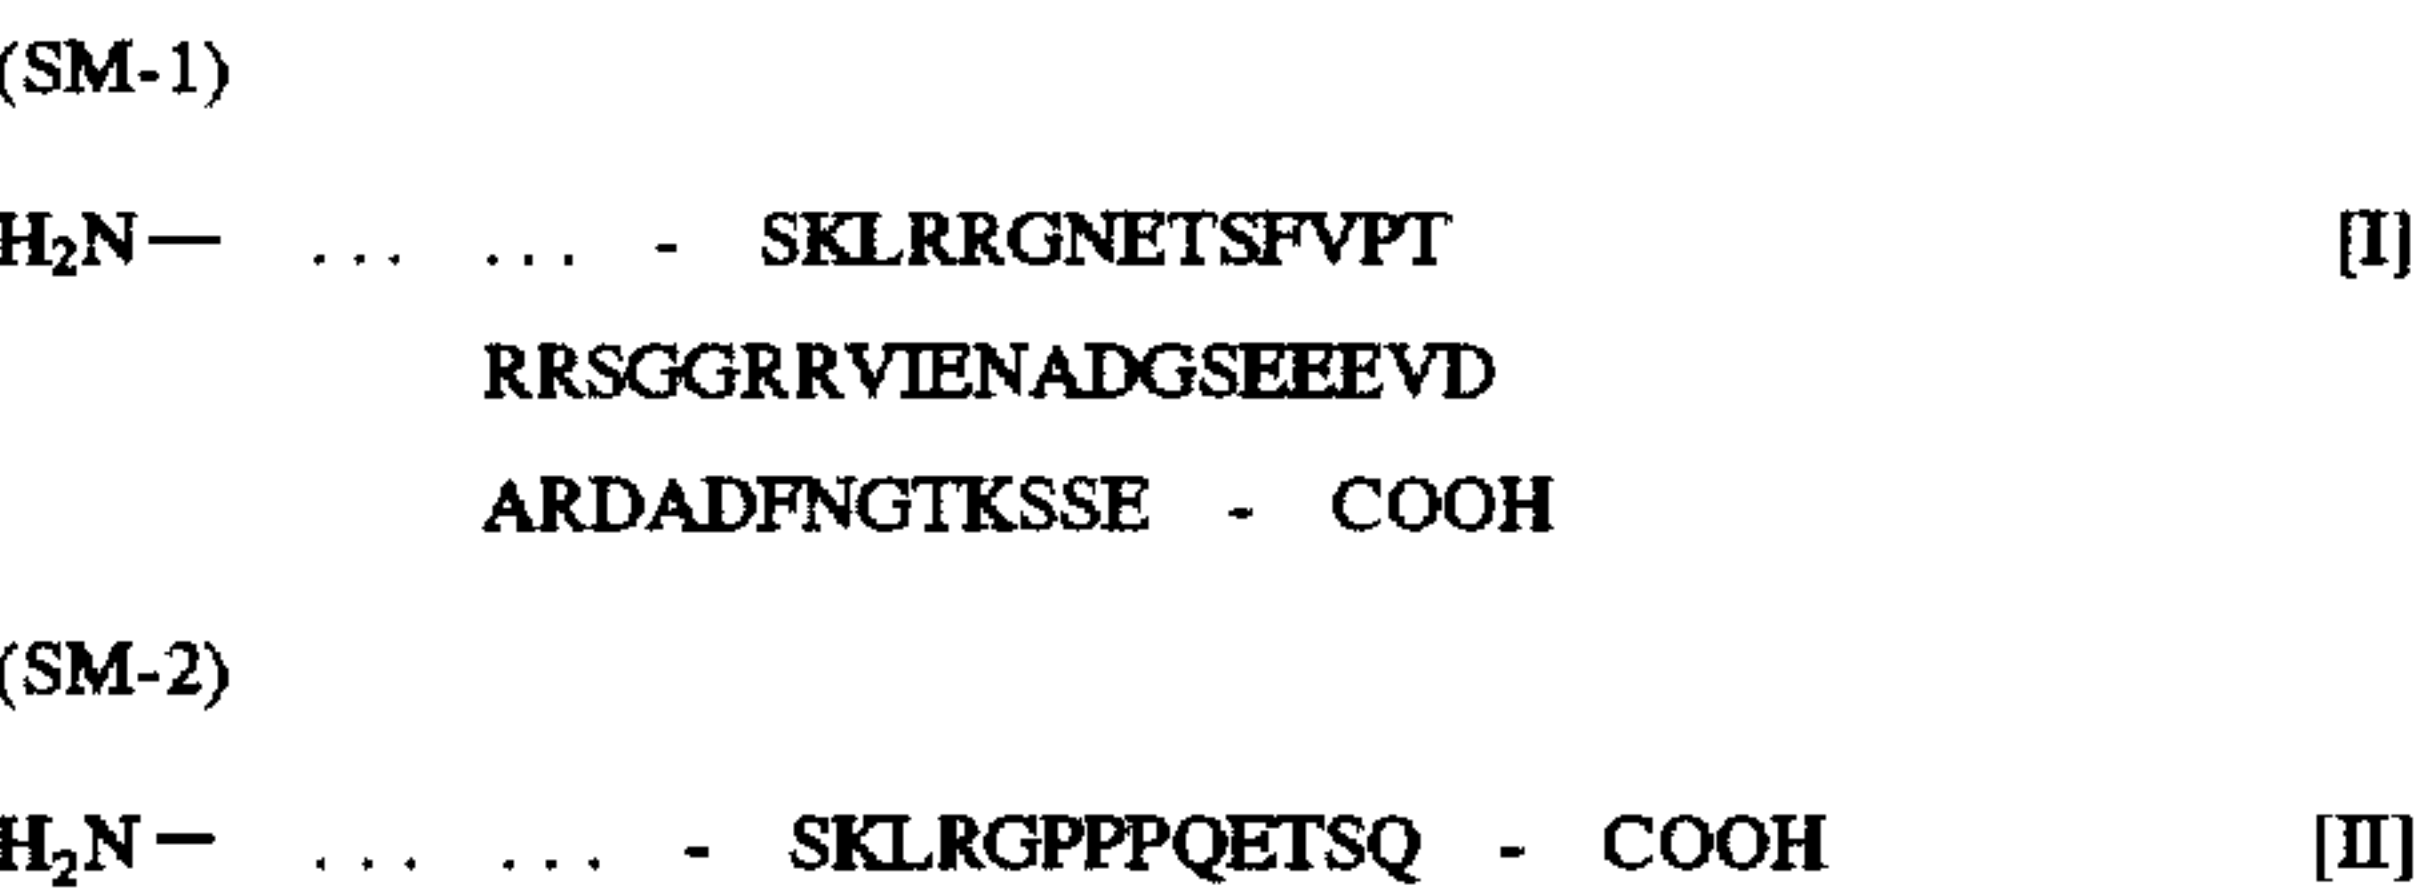 (SM-1)
H₂N— ... ... - SKLRRGNETSFVPT [I]
RRSGGRRVIENADGSEEEVD
ARDADFNGTKSSE - COOH
(SM-2)
H₂N— ... ... - SKLRGPPPQETSQ - COOH [II]